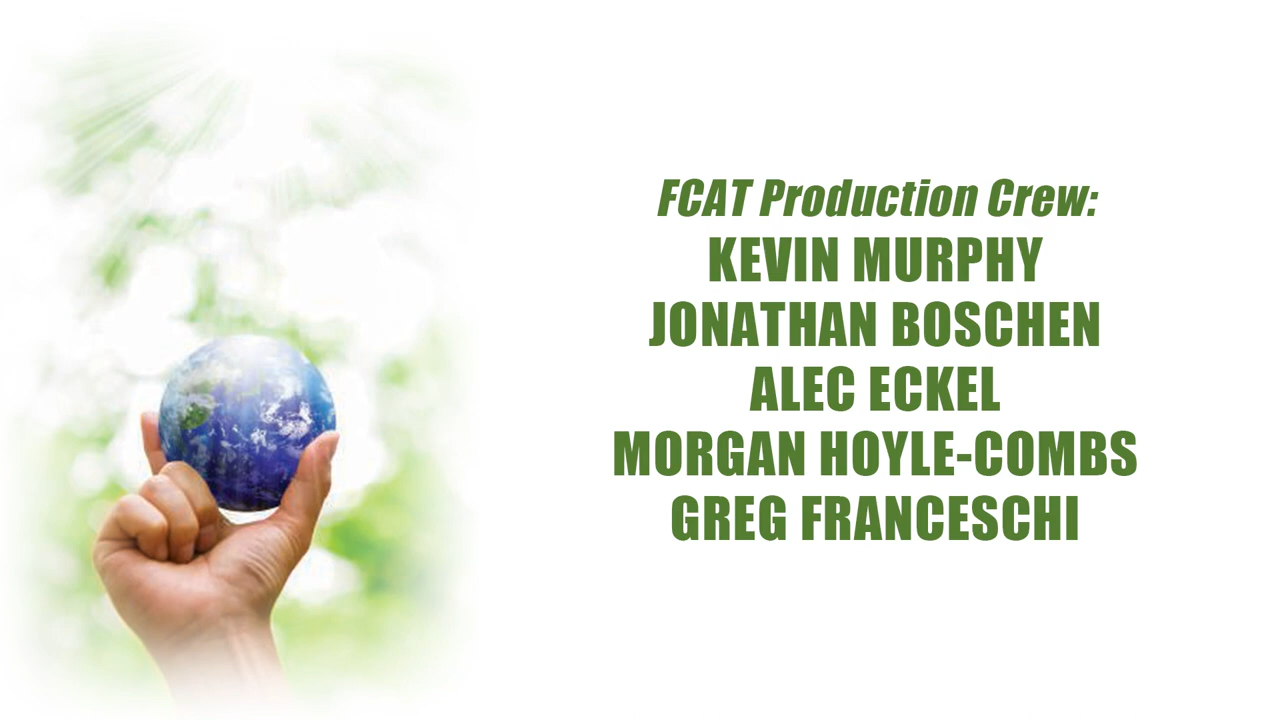 FCAT Production Crew:
KEVIN MURPHY
JONATHAN BOSCHEN
ALEC ECKEL
MORGAN HOYLE-COMBS
GREG FRANCESCHI